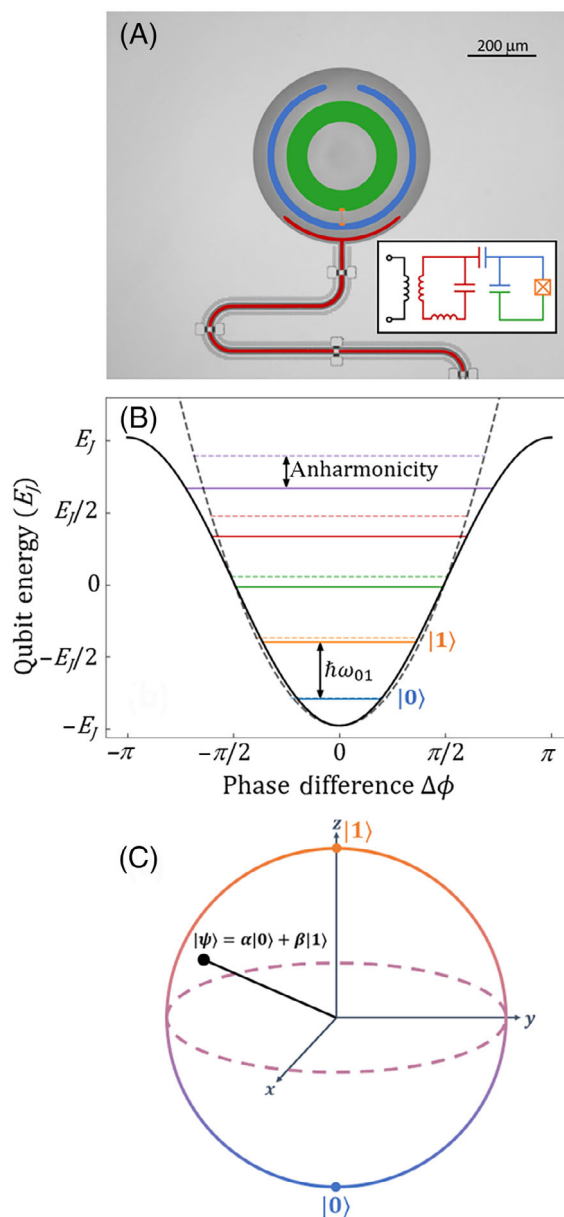 (A)
200 μm
(B)
Qubit energy (E_J)
E_J
E_J/2
0
−E_J/2
−E_J
Anharmonicity
|1⟩
ℏω₀₁
|0⟩
−π
−π/2
0
π/2
π
Phase difference Δϕ
(C)
z
|1⟩
|ψ⟩ = α|0⟩ + β|1⟩
y
x
|0⟩